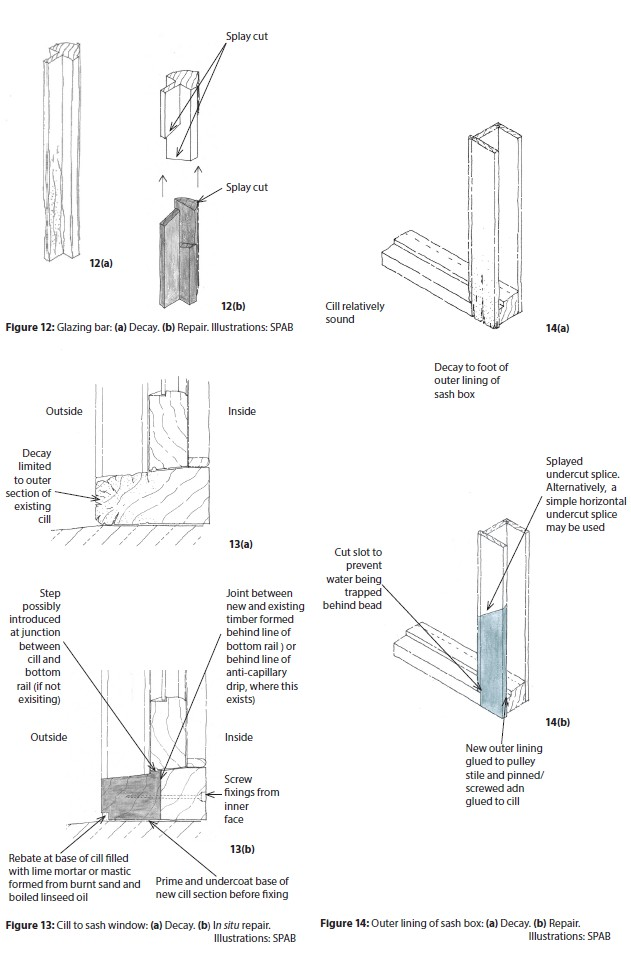 Splay cut
Splay cut
12(a)
12(b)
Figure 12: Glazing bar: (a) Decay. (b) Repair. Illustrations: SPAB
Outside
Inside
Decay
limited
to outer
section of
existing
cill
13(a)
Step
possibly
introduced
at junction
between
cill and
bottom
rail (if not
exisiting)
Joint between
new and existing
timber formed
behind line of
bottom rail ) or
behind line of
anti-capillary
drip, where this
exists)
Outside
Inside
Screw
fixings from
inner
face
13(b)
Rebate at base of cill filled
with lime mortar or mastic
formed from burnt sand and
boiled linseed oil
Prime and undercoat base of
new cill section before fixing
Figure 13: Cill to sash window: (a) Decay. (b) In situ repair.
Illustrations: SPAB
Cill relatively
sound
14(a)
Decay to foot of
outer lining of
sash box
Splayed
undercut splice.
Alternatively, a
simple horizontal
undercut splice
may be used
Cut slot to
prevent
water being
trapped
behind bead
14(b)
New outer lining
glued to pulley
stile and pinned/
screwed adn
glued to cill
Figure 14: Outer lining of sash box: (a) Decay. (b) Repair.
Illustrations: SPAB